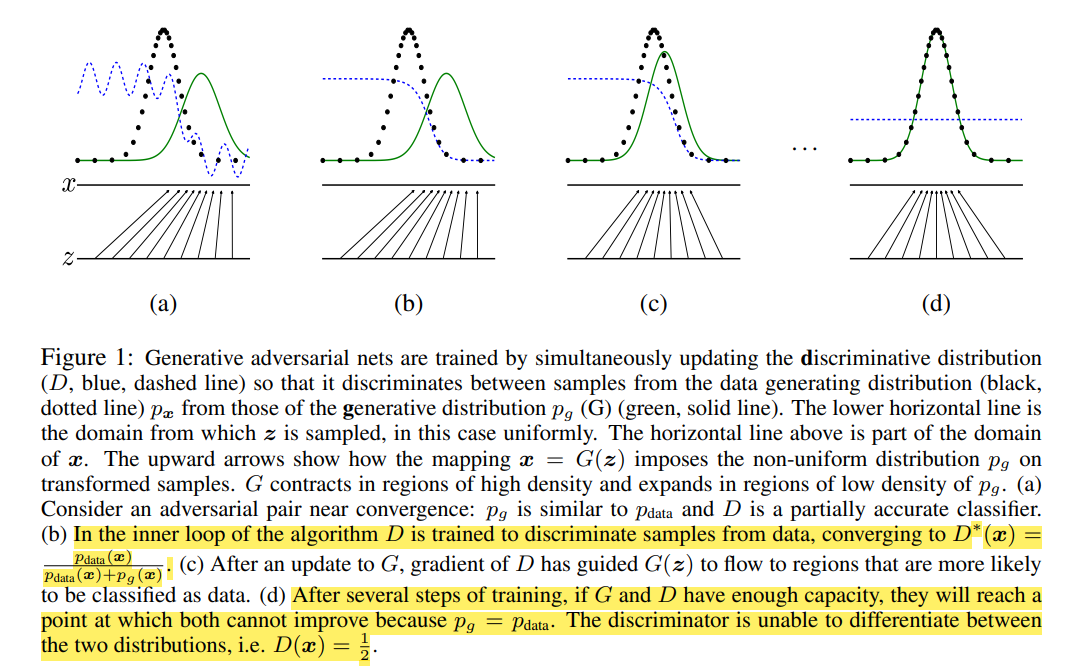 x
z
. . .
(a) (b) (c) (d)
Figure 1: Generative adversarial nets are trained by simultaneously updating the discriminative distribution
(D, blue, dashed line) so that it discriminates between samples from the data generating distribution (black,
dotted line) pₓ from those of the generative distribution p_g (G) (green, solid line). The lower horizontal line is
the domain from which z is sampled, in this case uniformly. The horizontal line above is part of the domain
of x. The upward arrows show how the mapping x = G(z) imposes the non-uniform distribution p_g on
transformed samples. G contracts in regions of high density and expands in regions of low density of p_g. (a)
Consider an adversarial pair near convergence: p_g is similar to p_data and D is a partially accurate classifier.
(b) In the inner loop of the algorithm D is trained to discriminate samples from data, converging to D*(x) =
p_data(x) / (p_data(x)+p_g(x)). (c) After an update to G, gradient of D has guided G(z) to flow to regions that are more likely
to be classified as data. (d) After several steps of training, if G and D have enough capacity, they will reach a
point at which both cannot improve because p_g = p_data. The discriminator is unable to differentiate between
the two distributions, i.e. D(x) = 1/2.